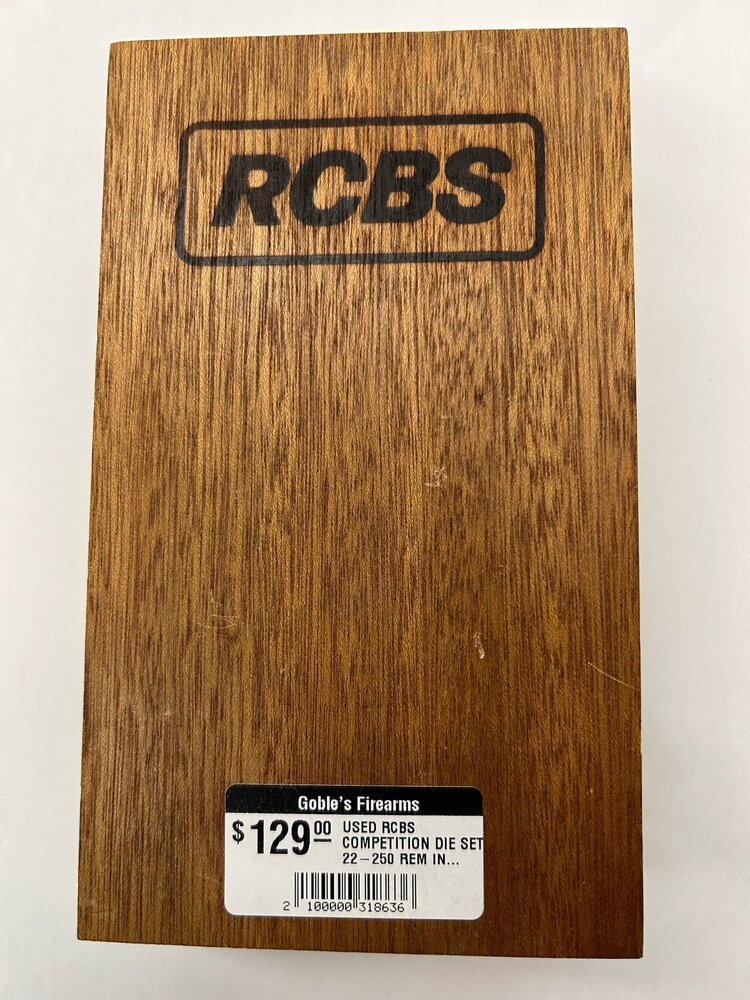 RCBS
Goble's Firearms
$129.00 USED RCBS
COMPETITION DIE SET
22-250 REM IN...
2 100000 318636